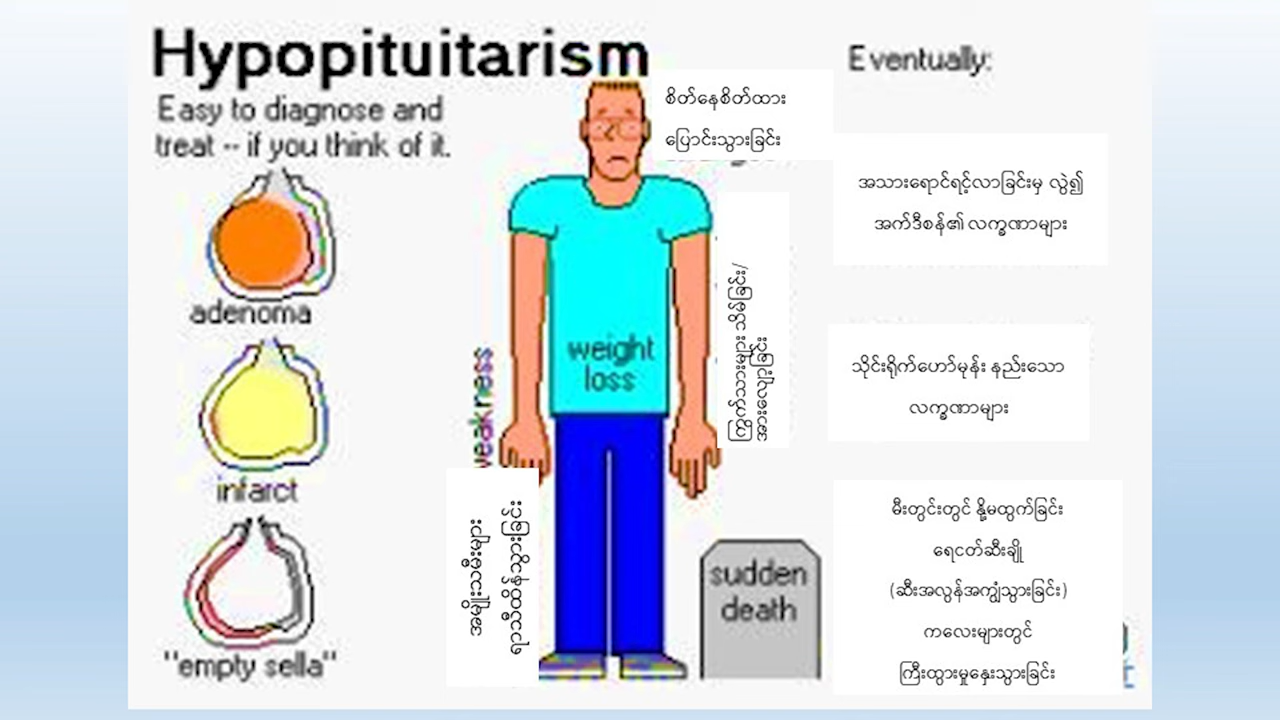 Hypopituitarism
Easy to diagnose and
treat -- if you think of it.
adenoma
infarct
"empty sella"
စိတ်နေစိတ်ထား
ပြောင်းသွားခြင်း
weight
loss
weakness
sudden
death
Eventually:
အသားရောင်ရင့်လာခြင်းမှ လွဲ၍
အက်ဒီစန်၏ လက္ခဏာများ
သိုင်းရိုက်ဟော်မုန်း နည်းသော
လက္ခဏာများ
မီးတွင်းတွင် နို့မထွက်ခြင်း
ရေငတ်ဆီးချို
(ဆီးအလွန်အကျွံသွားခြင်း)
ကလေးများတွင်
ကြီးထွားမှုနှေးသွားခြင်း